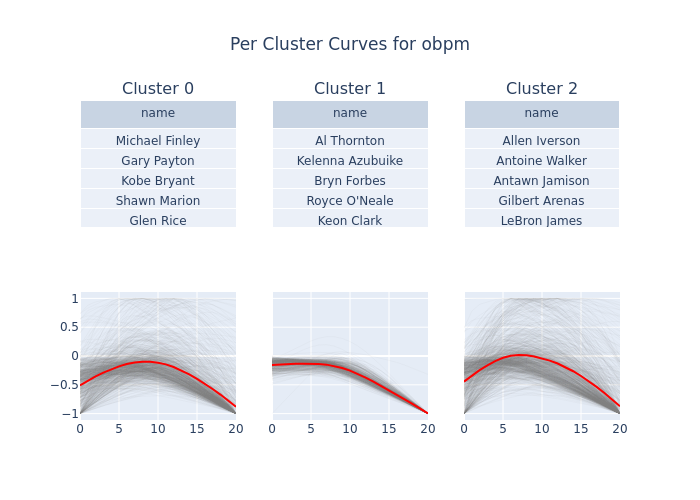 Per Cluster Curves for obpm
Cluster 0
name
Michael Finley
Gary Payton
Kobe Bryant
Shawn Marion
Glen Rice
Cluster 1
name
Al Thornton
Kelenna Azubuike
Bryn Forbes
Royce O'Neale
Keon Clark
Cluster 2
name
Allen Iverson
Antoine Walker
Antawn Jamison
Gilbert Arenas
LeBron James
1
0.5
0
−0.5
−1
0 5 10 15 20
0 5 10 15 20
0 5 10 15 20